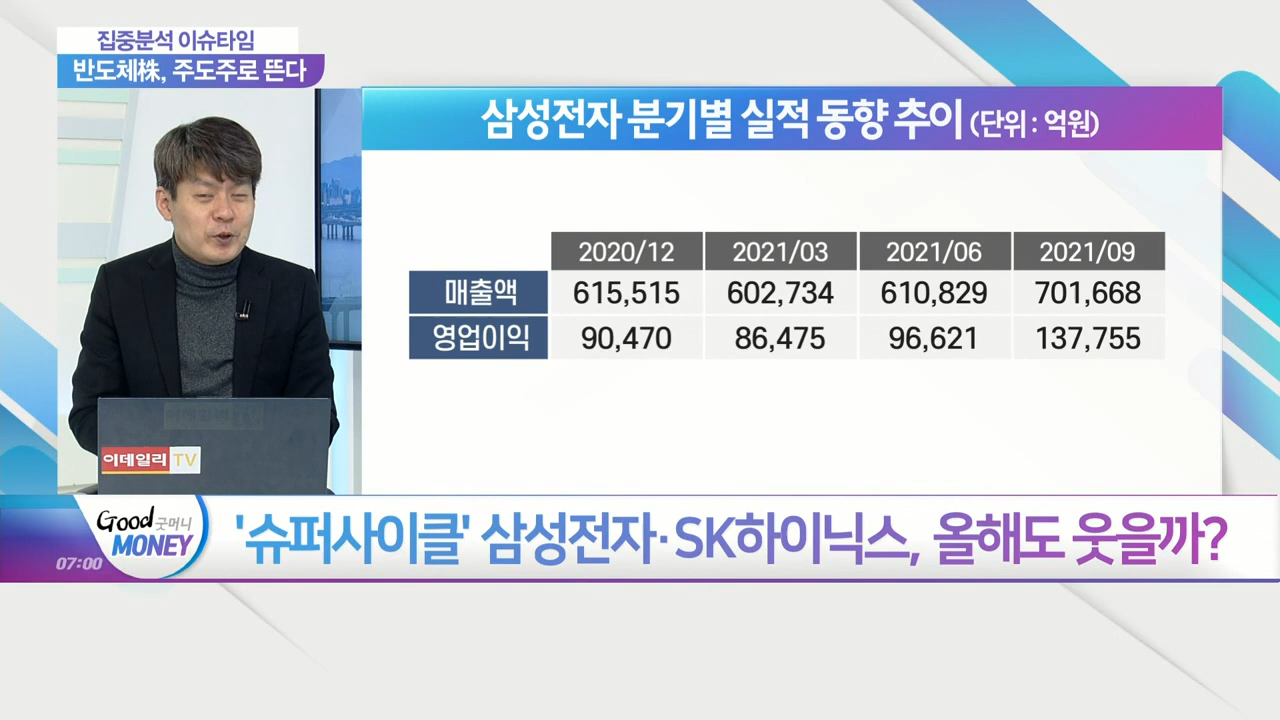 집중분석 이슈타임
반도체株, 주도주로 뜬다
삼성전자 분기별 실적 동향 추이 (단위 : 억원)
2020/12 2021/03 2021/06 2021/09
매출액 615,515 602,734 610,829 701,668
영업이익 90,470 86,475 96,621 137,755
이데일리 TV
Good 굿머니
MONEY
07:00
'슈퍼사이클' 삼성전자·SK하이닉스, 올해도 웃을까?